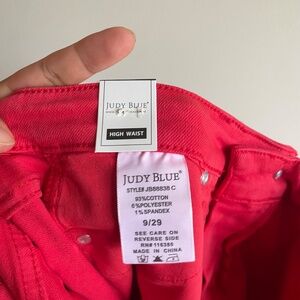 JUDY BLUE®
HIGH WAIST
JUDY BLUE®
STYLE# JB88838 C
93%COTTON
6%POLYESTER
1%SPANDEX
9/29
SEE CARE ON
REVERSE SIDE
RN# 116385
MADE IN CHINA